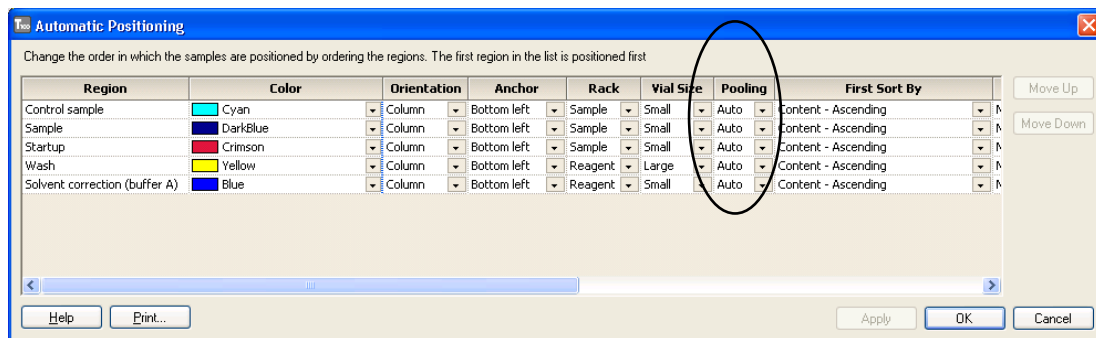 T100 Automatic Positioning
Change the order in which the samples are positioned by ordering the regions. The first region in the list is positioned first
Region Color Orientation Anchor Rack Vial Size Pooling First Sort By
Control sample Cyan Column Bottom left Sample Small Auto Content - Ascending
Sample DarkBlue Column Bottom left Sample Small Auto Content - Ascending
Startup Crimson Column Bottom left Sample Small Auto Content - Ascending
Wash Yellow Column Bottom left Reagent Large Auto Content - Ascending
Solvent correction (buffer A) Blue Column Bottom left Reagent Small Auto Content - Ascending
Move Up
Move Down
Help Print... Apply OK Cancel